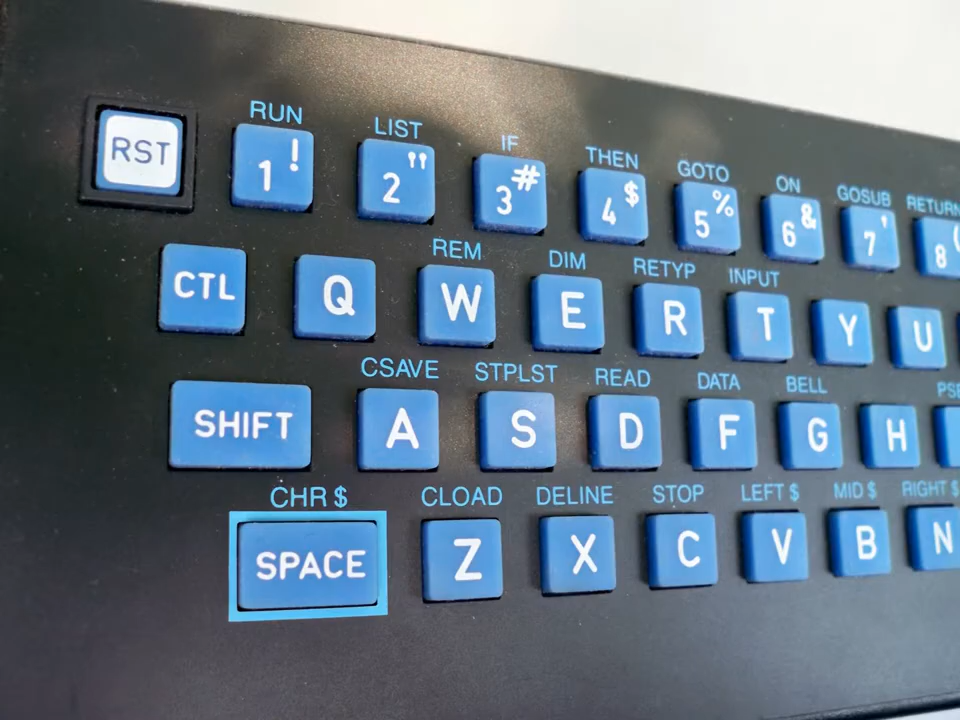 RUN LIST IF THEN GOTO ON GOSUB RETURN
RST 1 ! 2 " 3 # 4 $ 5 % 6 & 7 ' 8 (
REM DIM RETYP INPUT
CTL Q W E R T Y U
CSAVE STPLST READ DATA BELL
SHIFT A S D F G H
CHR $ CLOAD DELINE STOP LEFT $ MID $ RIGHT $
SPACE Z X C V B N